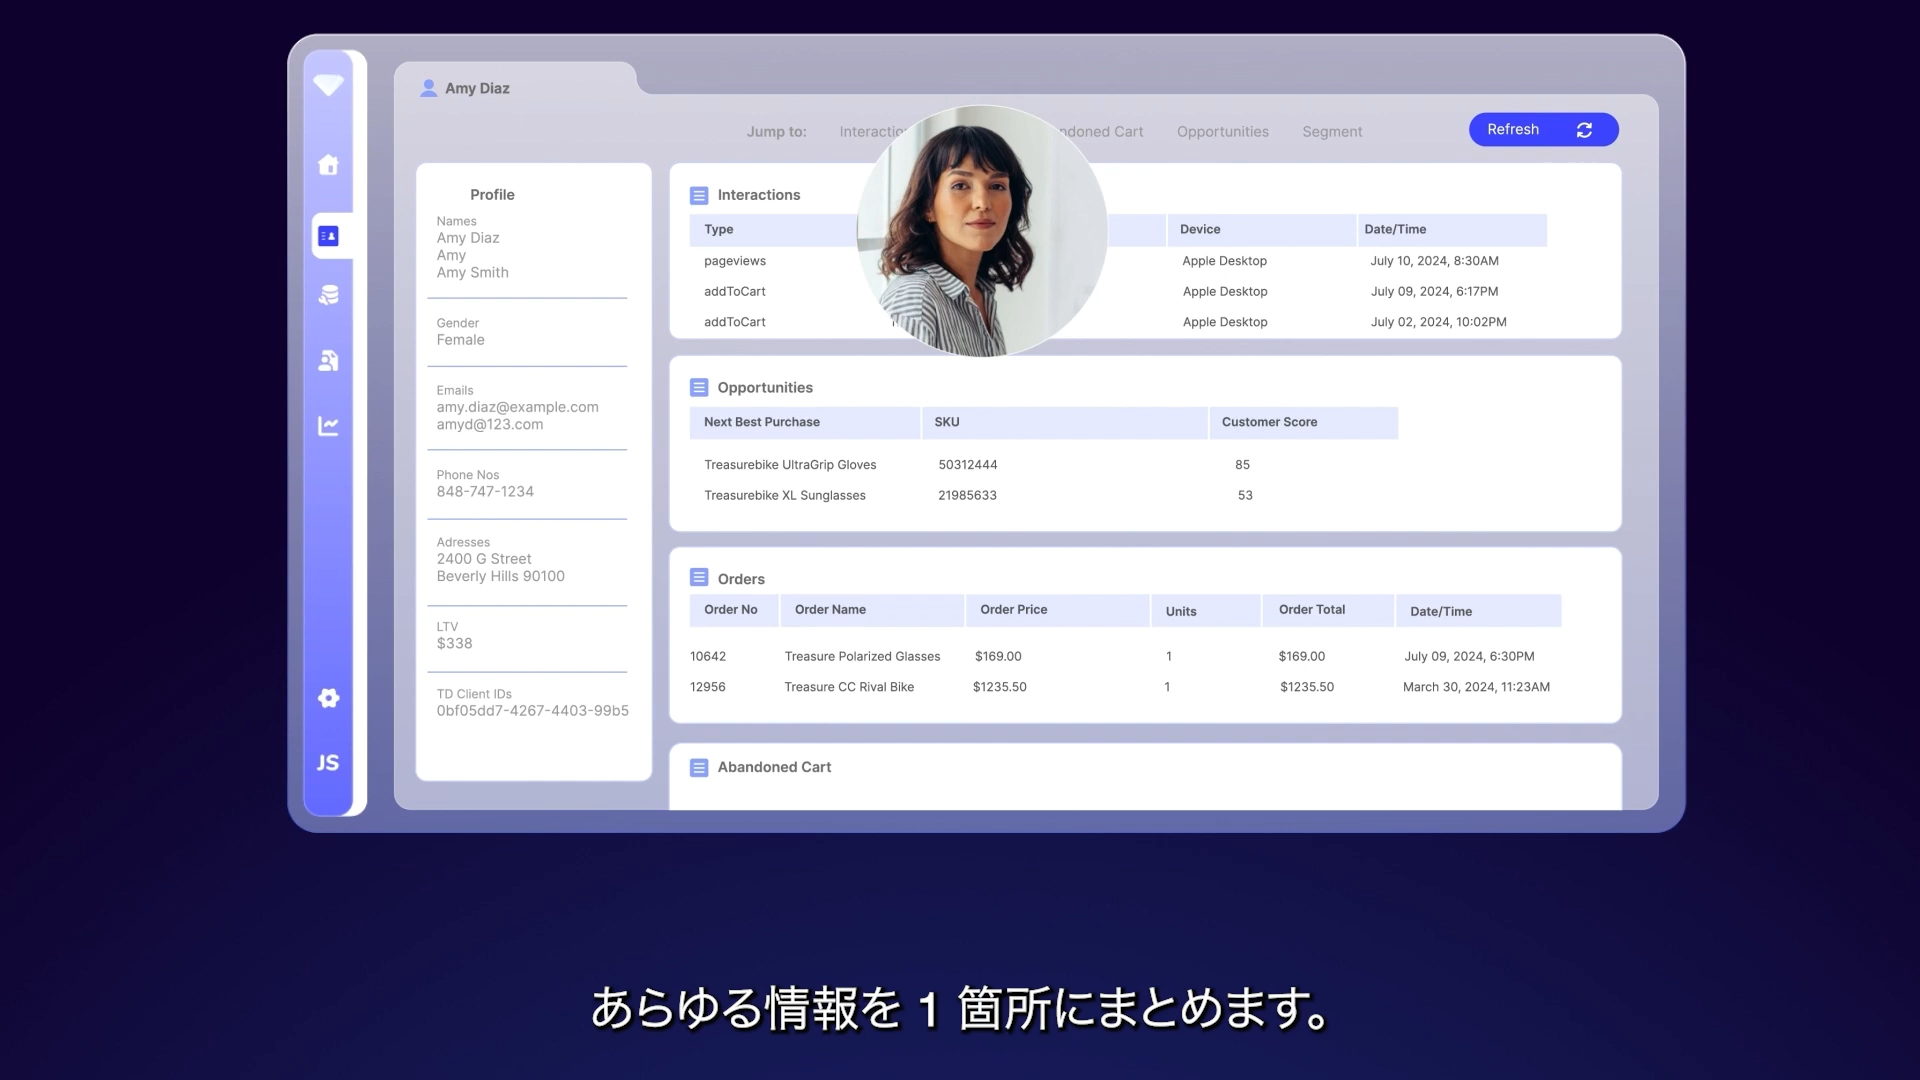 Amy Diaz
Jump to: Abandoned Cart Opportunities Segment
Refresh
Profile
Names
Amy Diaz
Amy
Amy Smith
Gender
Female
Emails
amy.diaz@example.com
amyd@123.com
Phone Nos
848-747-1234
Adresses
2400 G Street
Beverly Hills 90100
LTV
$338
TD Client IDs
0bf05dd7-4267-4403-99b5
JS
Interactions
Type Device Date/Time
pageviews Apple Desktop July 10, 2024, 8:30AM
addToCart Apple Desktop July 09, 2024, 6:17PM
addToCart Apple Desktop July 02, 2024, 10:02PM
Opportunities
Next Best Purchase SKU Customer Score
Treasurebike UltraGrip Gloves 50312444 85
Treasurebike XL Sunglasses 21985633 53
Orders
Order No Order Name Order Price Units Order Total Date/Time
10642 Treasure Polarized Glasses $169.00 1 $169.00 July 09, 2024, 6:30PM
12956 Treasure CC Rival Bike $1235.50 1 $1235.50 March 30, 2024, 11:23AM
Abandoned Cart
あらゆる情報を 1 箇所にまとめます。